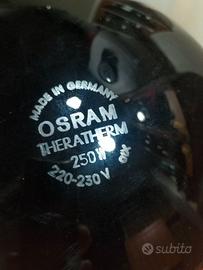 MADE IN GERMANY
OSRAM
THERATHERM
250W
220-230V
subito